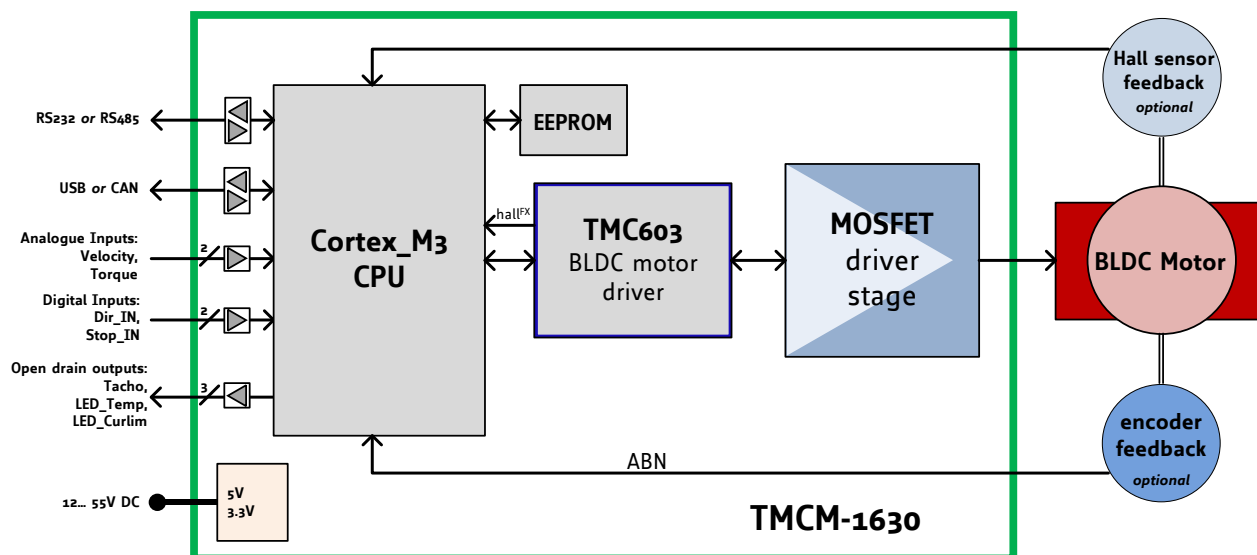 Hall sensor
feedback
optional
RS232 or RS485
EEPROM
USB or CAN
hallFX
Analogue Inputs:
Velocity,
Torque
2
Cortex_M3
CPU
TMC603
BLDC motor
driver
MOSFET
driver
stage
BLDC Motor
Digital Inputs:
Dir_IN,
Stop_IN
2
Open drain outputs:
Tacho,
LED_Temp,
LED_Curlim
3
encoder
feedback
optional
ABN
12... 55V DC
5V
3.3V
TMCM-1630